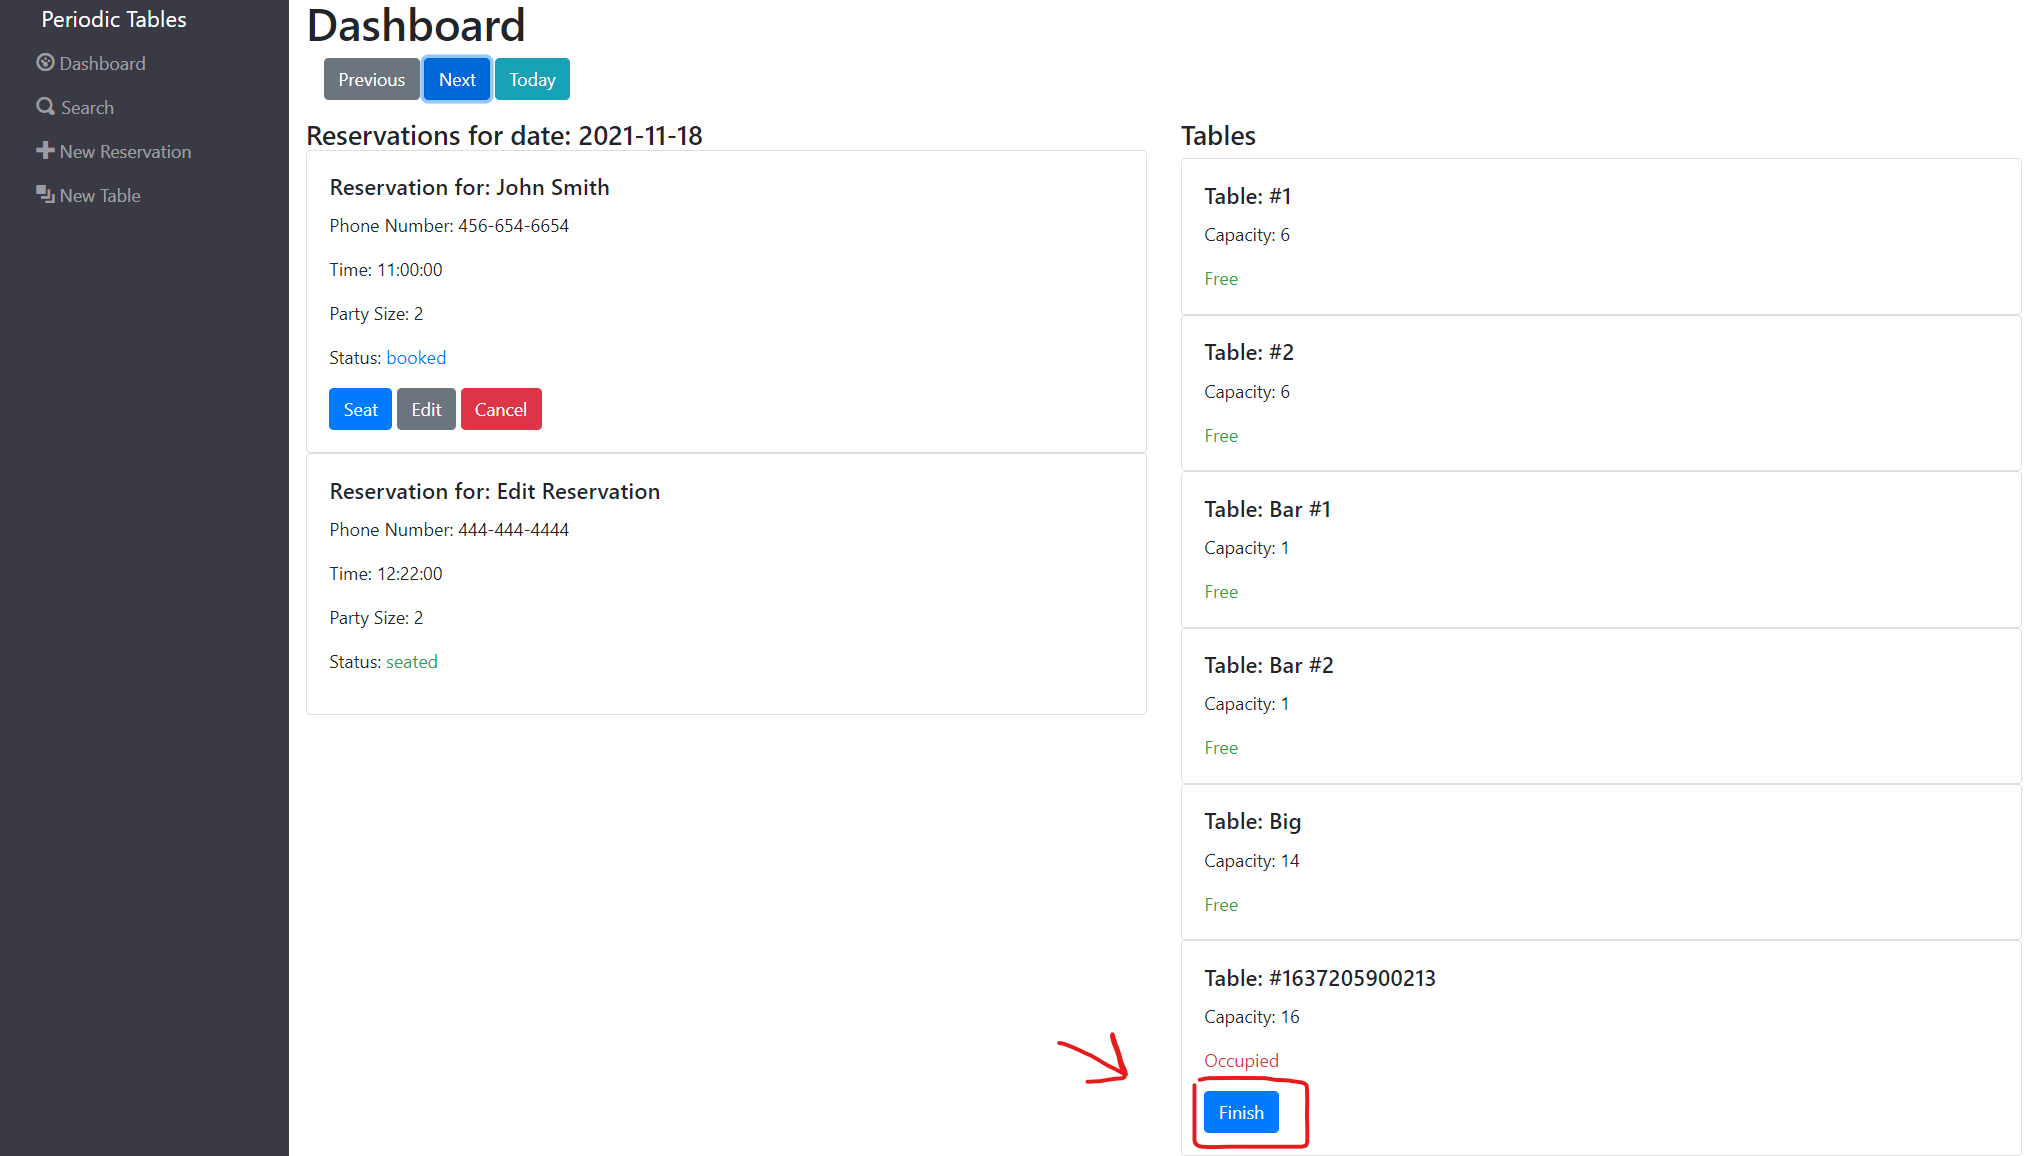 Periodic Tables
Dashboard
Search
New Reservation
New Table
Dashboard
Previous Next Today
Reservations for date: 2021-11-18
Reservation for: John Smith
Phone Number: 456-654-6654
Time: 11:00:00
Party Size: 2
Status: booked
Seat Edit Cancel
Reservation for: Edit Reservation
Phone Number: 444-444-4444
Time: 12:22:00
Party Size: 2
Status: seated
Tables
Table: #1
Capacity: 6
Free
Table: #2
Capacity: 6
Free
Table: Bar #1
Capacity: 1
Free
Table: Bar #2
Capacity: 1
Free
Table: Big
Capacity: 14
Free
Table: #1637205900213
Capacity: 16
Occupied
Finish